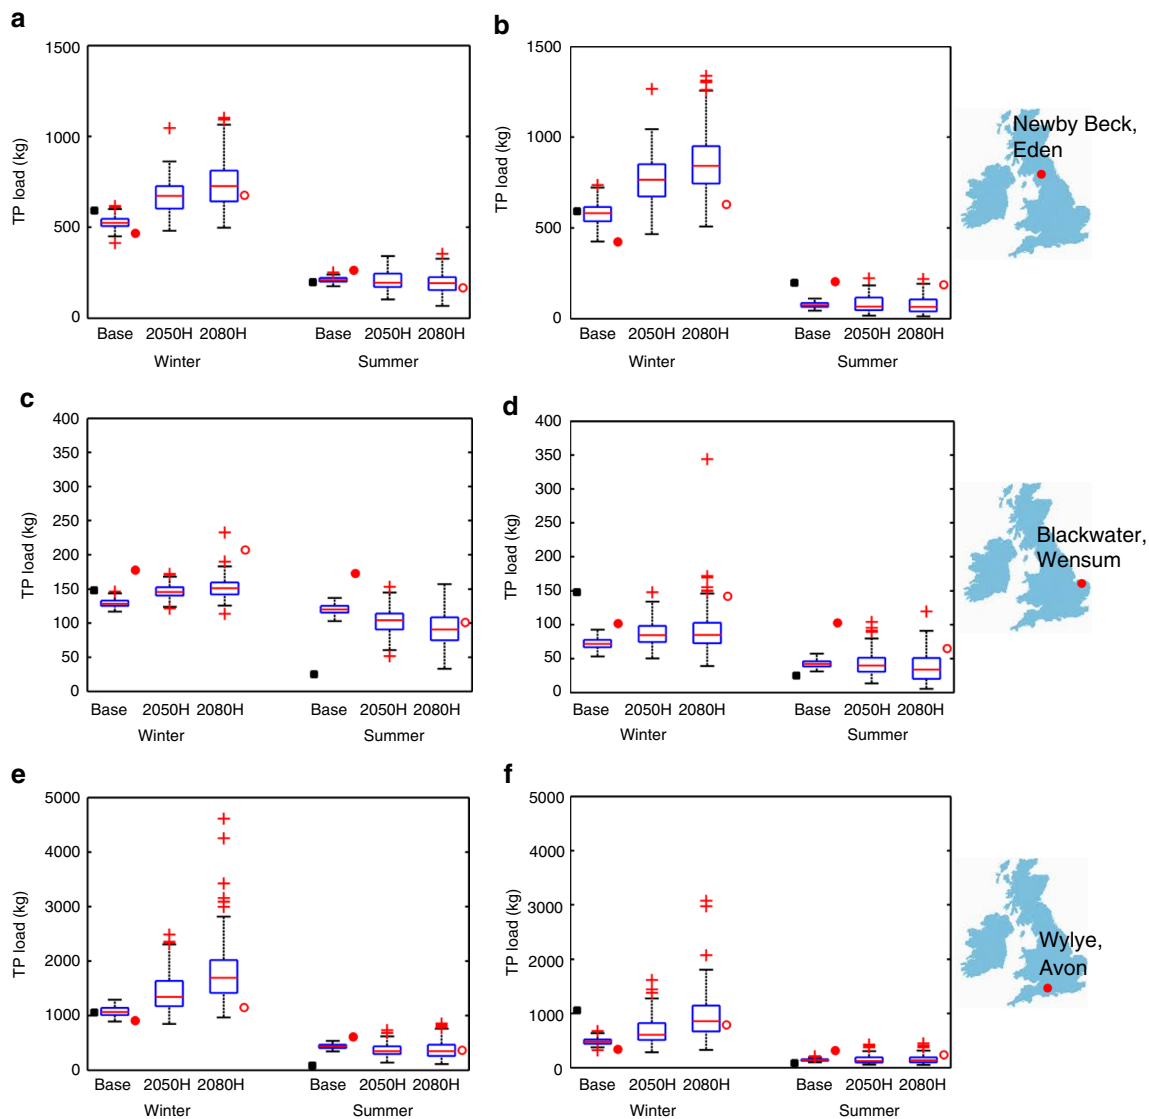 a
1500
1000
500
0
TP load (kg)
Base 2050H 2080H
Winter
Summer
b
1500
1000
500
0
TP load (kg)
Base 2050H 2080H
Base 2050H 2080H
Winter
Summer
Newby Beck,
Eden
c
400
350
300
250
200
150
100
50
0
TP load (kg)
Base 2050H 2080H
Base 2050H 2080H
Winter
Summer
d
400
350
300
250
200
150
100
50
0
TP load (kg)
Base 2050H 2080H
Base 2050H 2080H
Winter
Summer
Blackwater,
Wensum
e
5000
4000
3000
2000
1000
0
TP load (kg)
Base 2050H 2080H
Base 2050H 2080H
Winter
Summer
f
5000
4000
3000
2000
1000
0
TP load (kg)
Base 2050H 2080H
Base 2050H 2080H
Winter
Summer
Wylye,
Avon